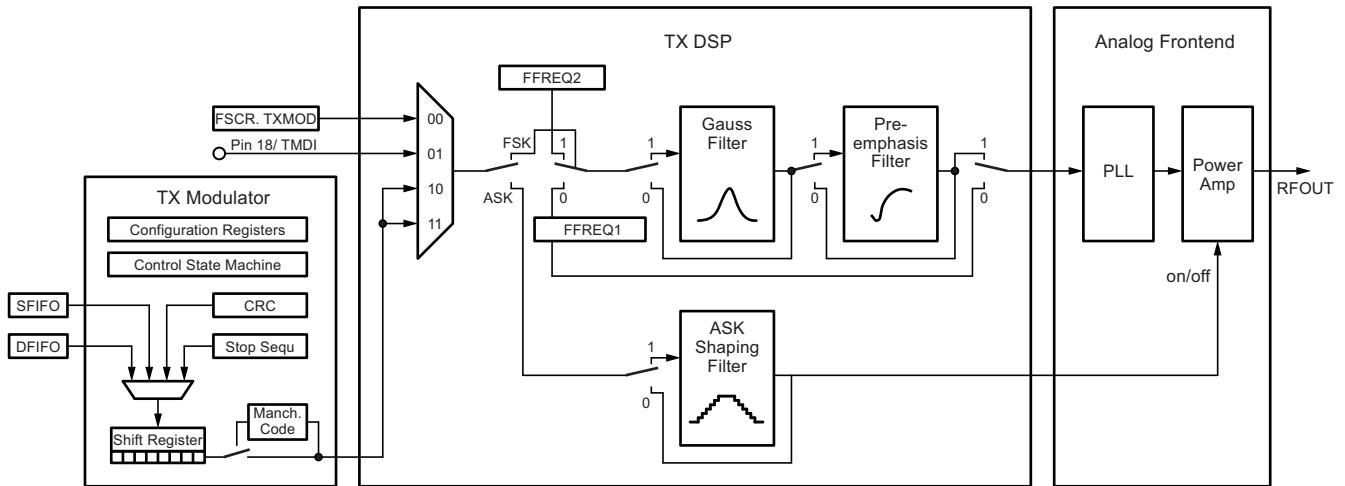 TX DSP
Analog Frontend
FFREQ2
FSCR. TXMOD
00
Pin 18/ TMDI
01
10
11
FSK
ASK
1
0
FFREQ1
1
0
Gauss
Filter
1
0
Pre-
emphasis
Filter
1
0
PLL
Power
Amp
RFOUT
on/off
TX Modulator
Configuration Registers
Control State Machine
SFIFO
CRC
DFIFO
Stop Sequ
Shift Register
Manch.
Code
1
0
ASK
Shaping
Filter